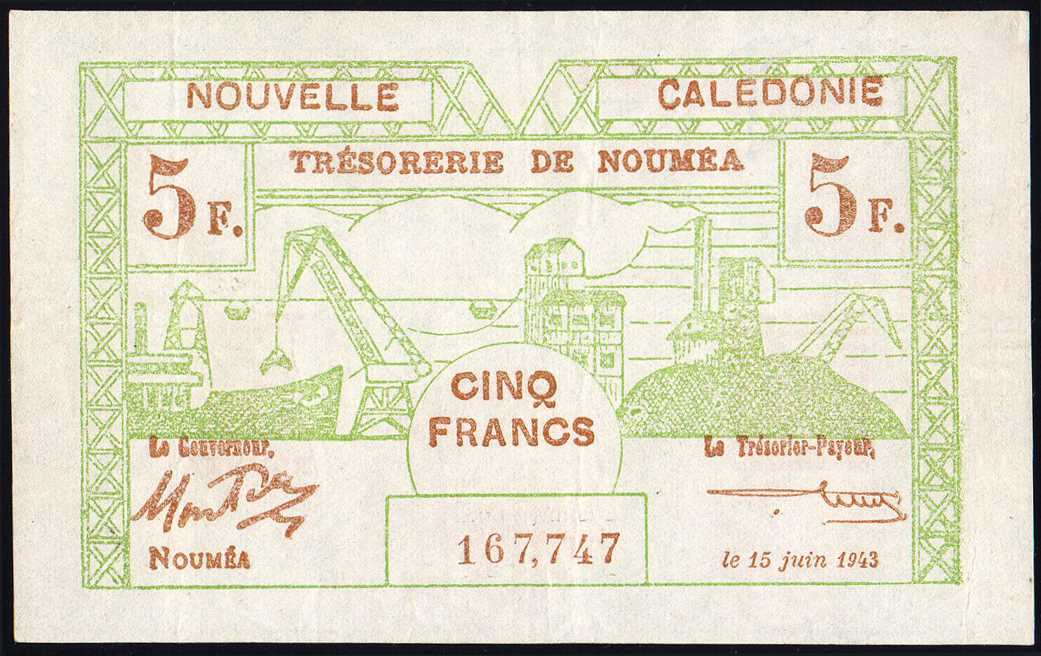 NOUVELLE CALEDONIE
TRÉSORERIE DE NOUMÉA
5 F. 5 F.
CINQ
FRANCS
Le Gouverneur, Le Trésorier-Payeur,
NOUMÉA 167,747 le 15 juin 1943